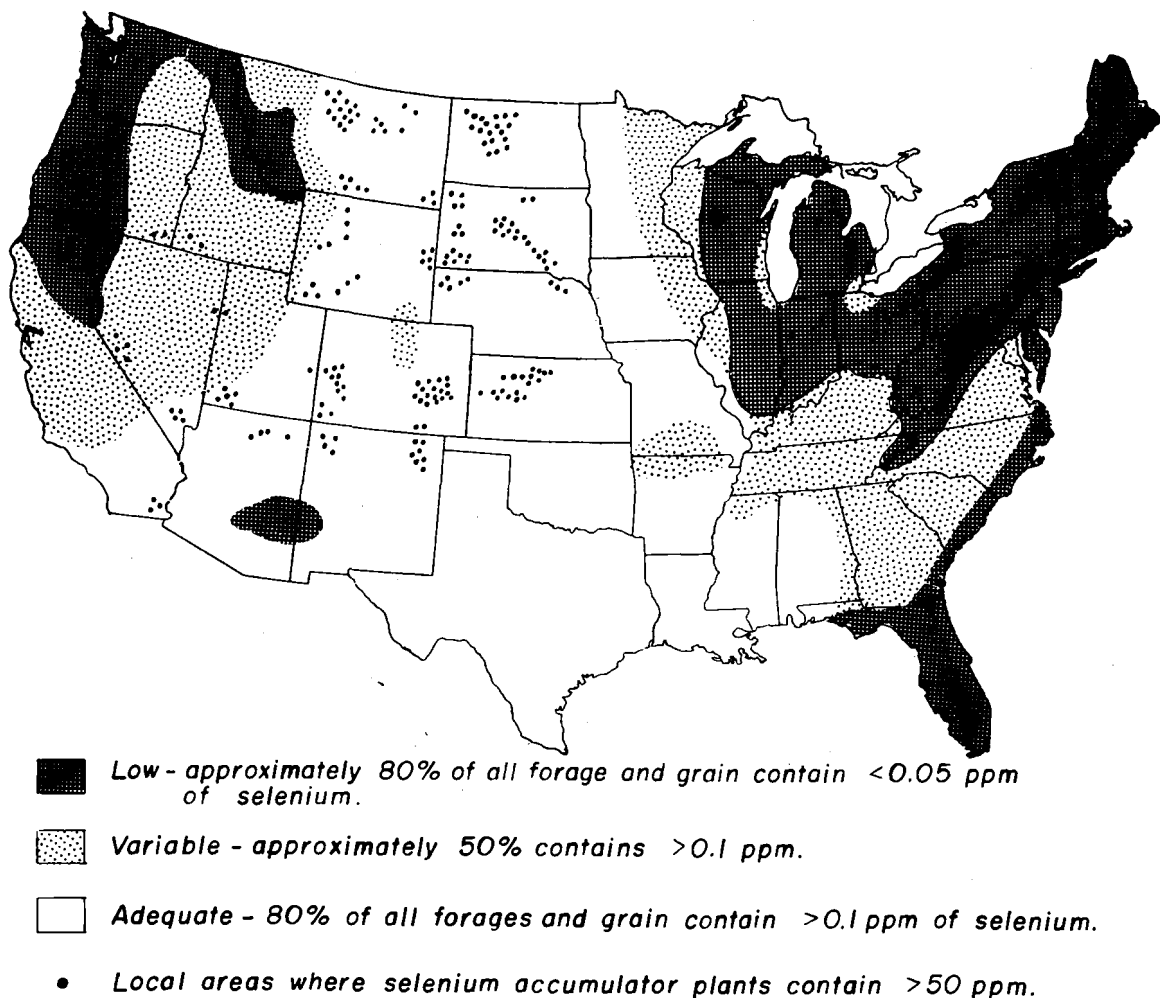 Low - approximately 80% of all forage and grain contain <0.05 ppm
of selenium.
Variable - approximately 50% contains >0.1 ppm.
Adequate - 80% of all forages and grain contain >0.1 ppm of selenium.
Local areas where selenium accumulator plants contain >50 ppm.